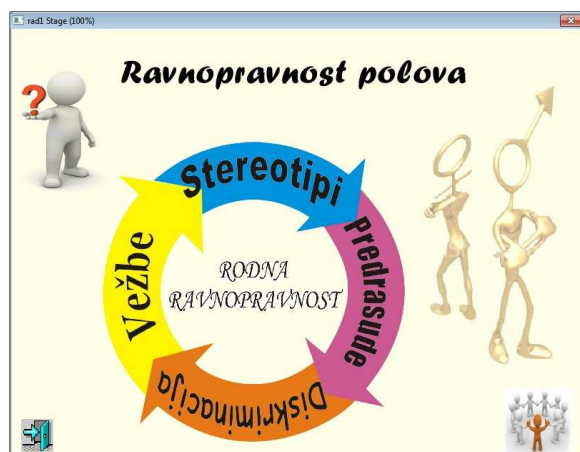 rad1 Stage (100%)
Ravnopravnost polova
?
Stereotipi
Predrasude
Diskriminacija
Vežbe
RODNA
RAVNOPRAVNOST